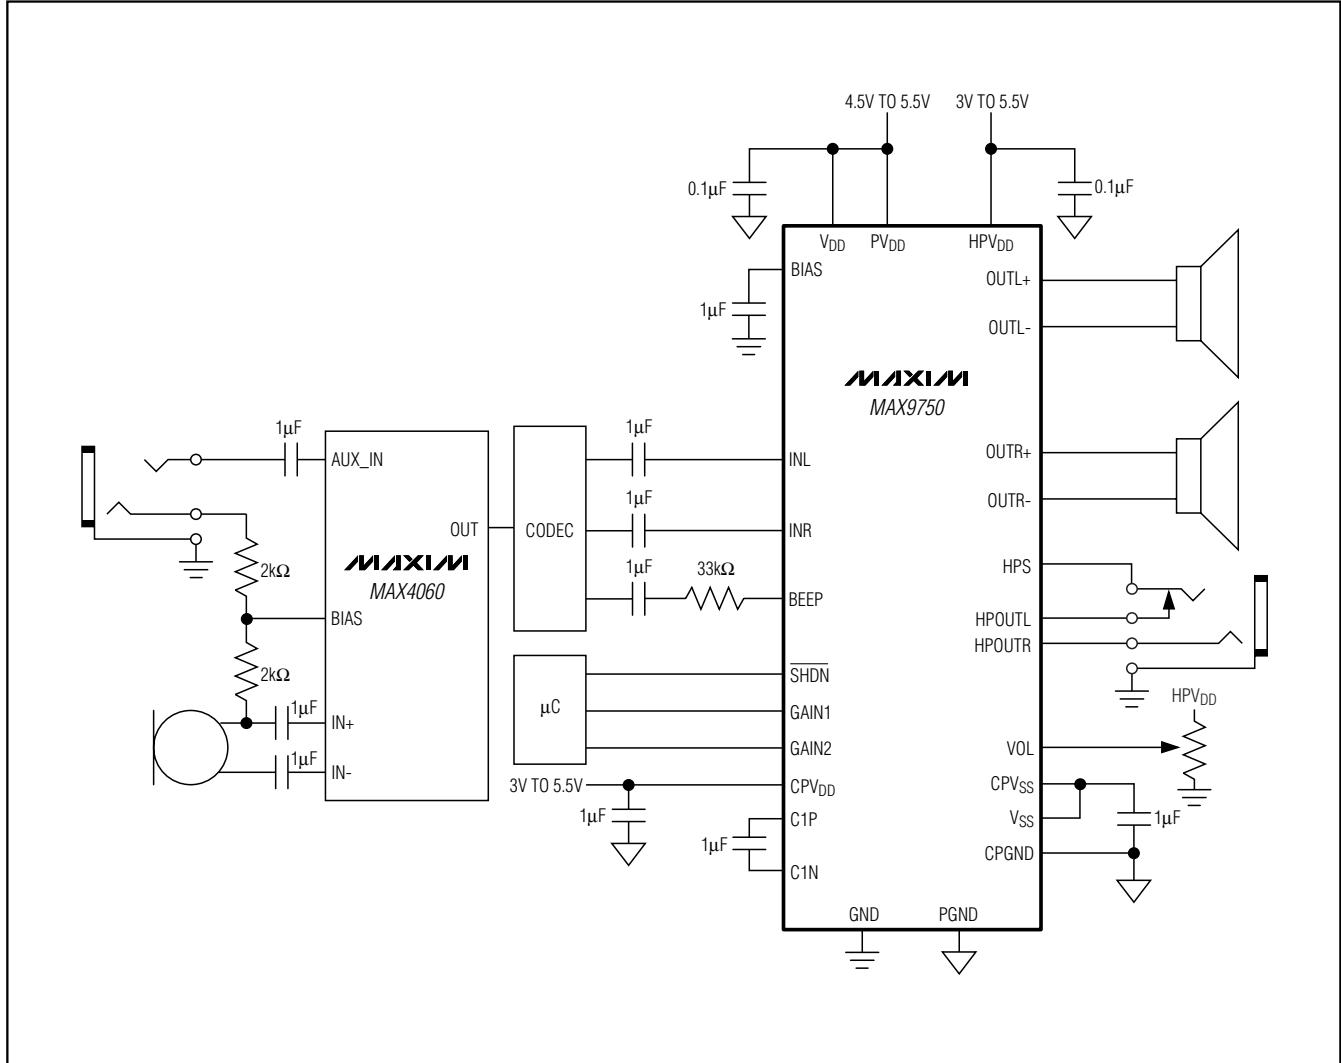 4.5V TO 5.5V
3V TO 5.5V
0.1µF
0.1µF
VDD
PVDD
HPVDD
BIAS
1µF
OUTL+
OUTL-
MAXIM
MAX9750
1µF
AUX_IN
OUT
MAXIM
MAX4060
2kΩ
BIAS
2kΩ
1µF
IN+
1µF
IN-
CODEC
1µF
INL
1µF
INR
1µF
33kΩ
BEEP
OUTR+
OUTR-
HPS
HPOUTL
HPOUTR
µC
SHDN
GAIN1
GAIN2
HPVDD
VOL
3V TO 5.5V
CPVDD
1µF
C1P
1µF
C1N
CPVSS
VSS
1µF
CPGND
GND
PGND